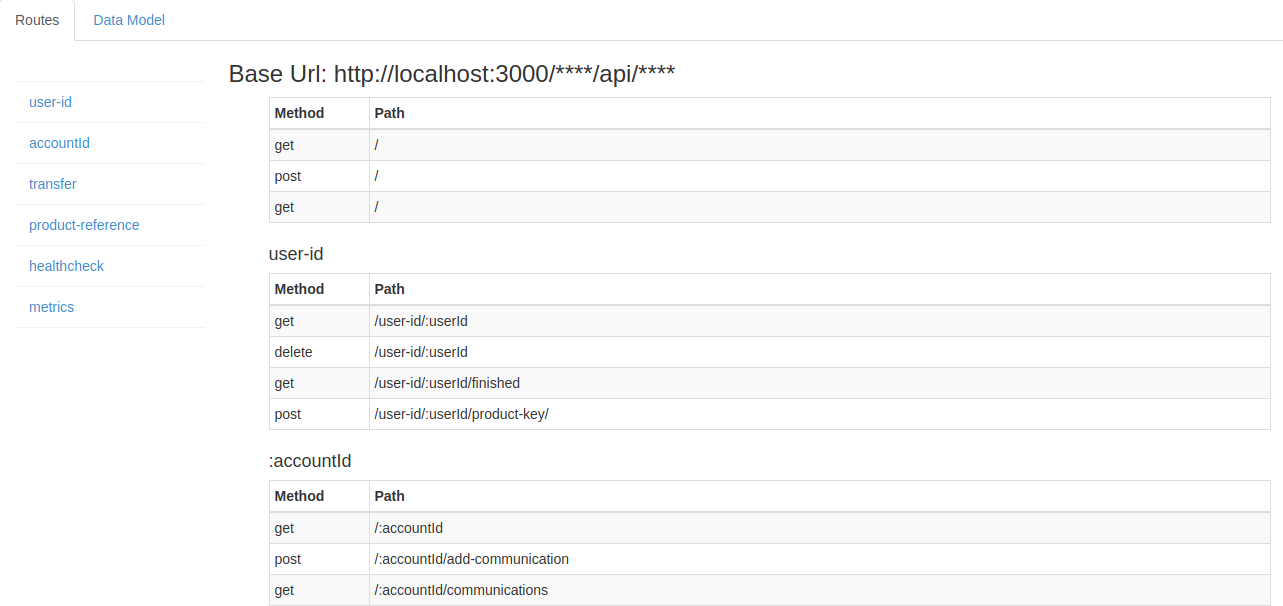 Routes Data Model
user-id
accountId
transfer
product-reference
healthcheck
metrics
Base Url: http://localhost:3000/****/api/****
Method Path
get /
post /
get /
user-id
Method Path
get /user-id/:userId
delete /user-id/:userId
get /user-id/:userId/finished
post /user-id/:userId/product-key/
:accountId
Method Path
get /:accountId
post /:accountId/add-communication
get /:accountId/communications